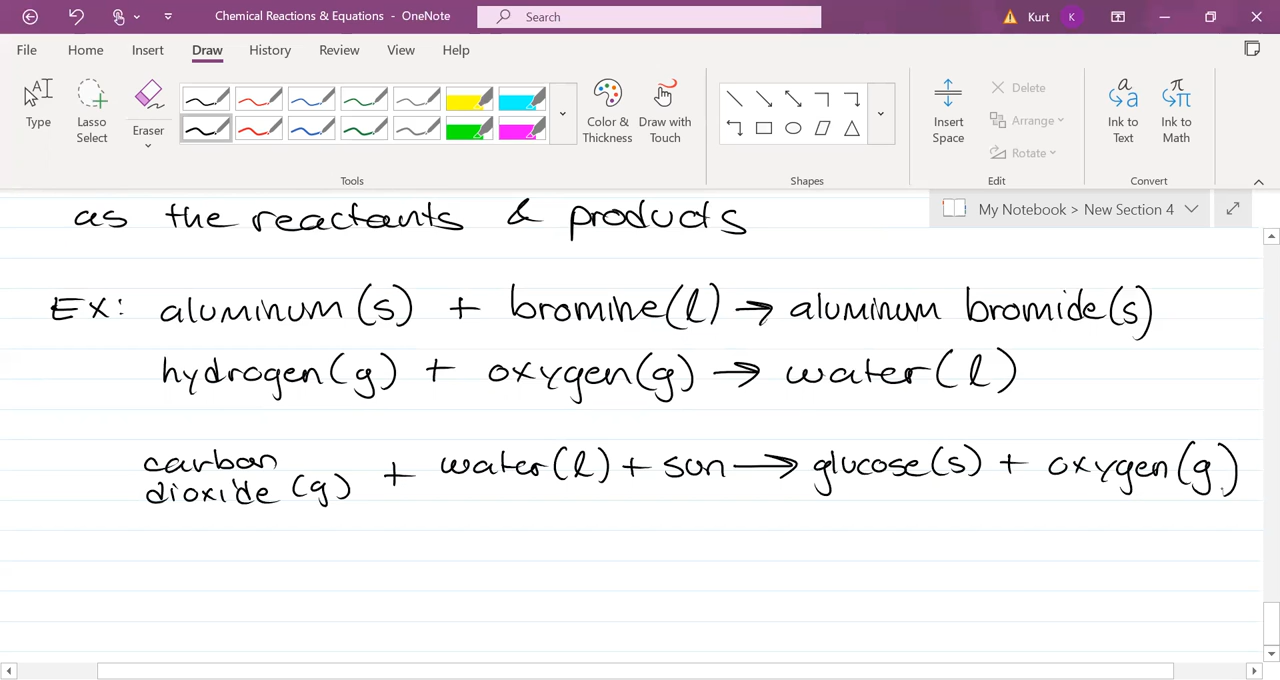 Chemical Reactions & Equations - OneNote
Search
Kurt
K
File Home Insert Draw History Review View Help
Type
Lasso Select
Eraser
Color & Thickness
Draw with Touch
Insert Space
Delete
Arrange
Rotate
Ink to Text
Ink to Math
Tools Shapes Edit Convert
My Notebook > New Section 4
as the reactants & products
Ex: aluminum(s) + bromine(l) → aluminum bromide(s)
hydrogen(g) + oxygen(g) → water(l)
carbon dioxide(g) + water(l) + sun → glucose(s) + oxygen(g)